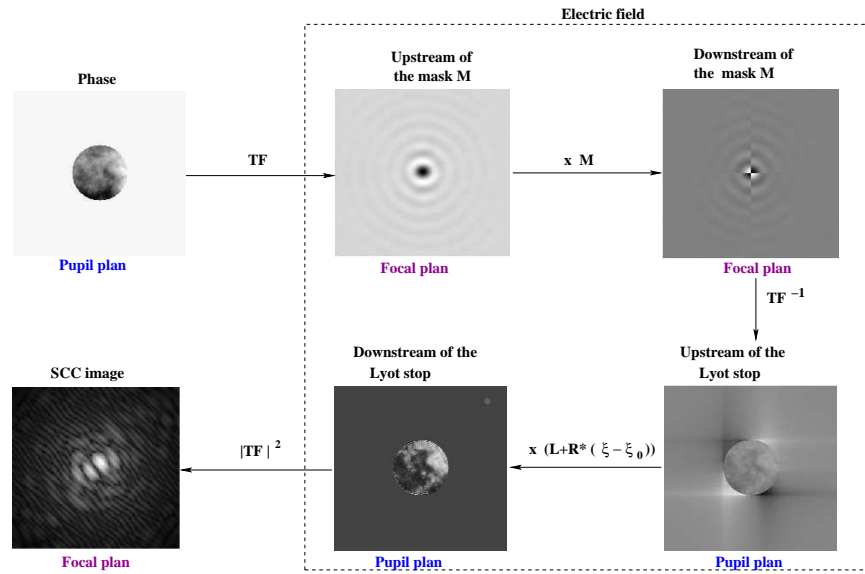 Electric field
Phase
Upstream of
the mask M
Downstream of
the mask M
TF
x M
Pupil plan
Focal plan
Focal plan
TF⁻¹
SCC image
Downstream of the
Lyot stop
Upstream of the
Lyot stop
|TF|²
x (L+R*(ξ−ξ₀))
Focal plan
Pupil plan
Pupil plan